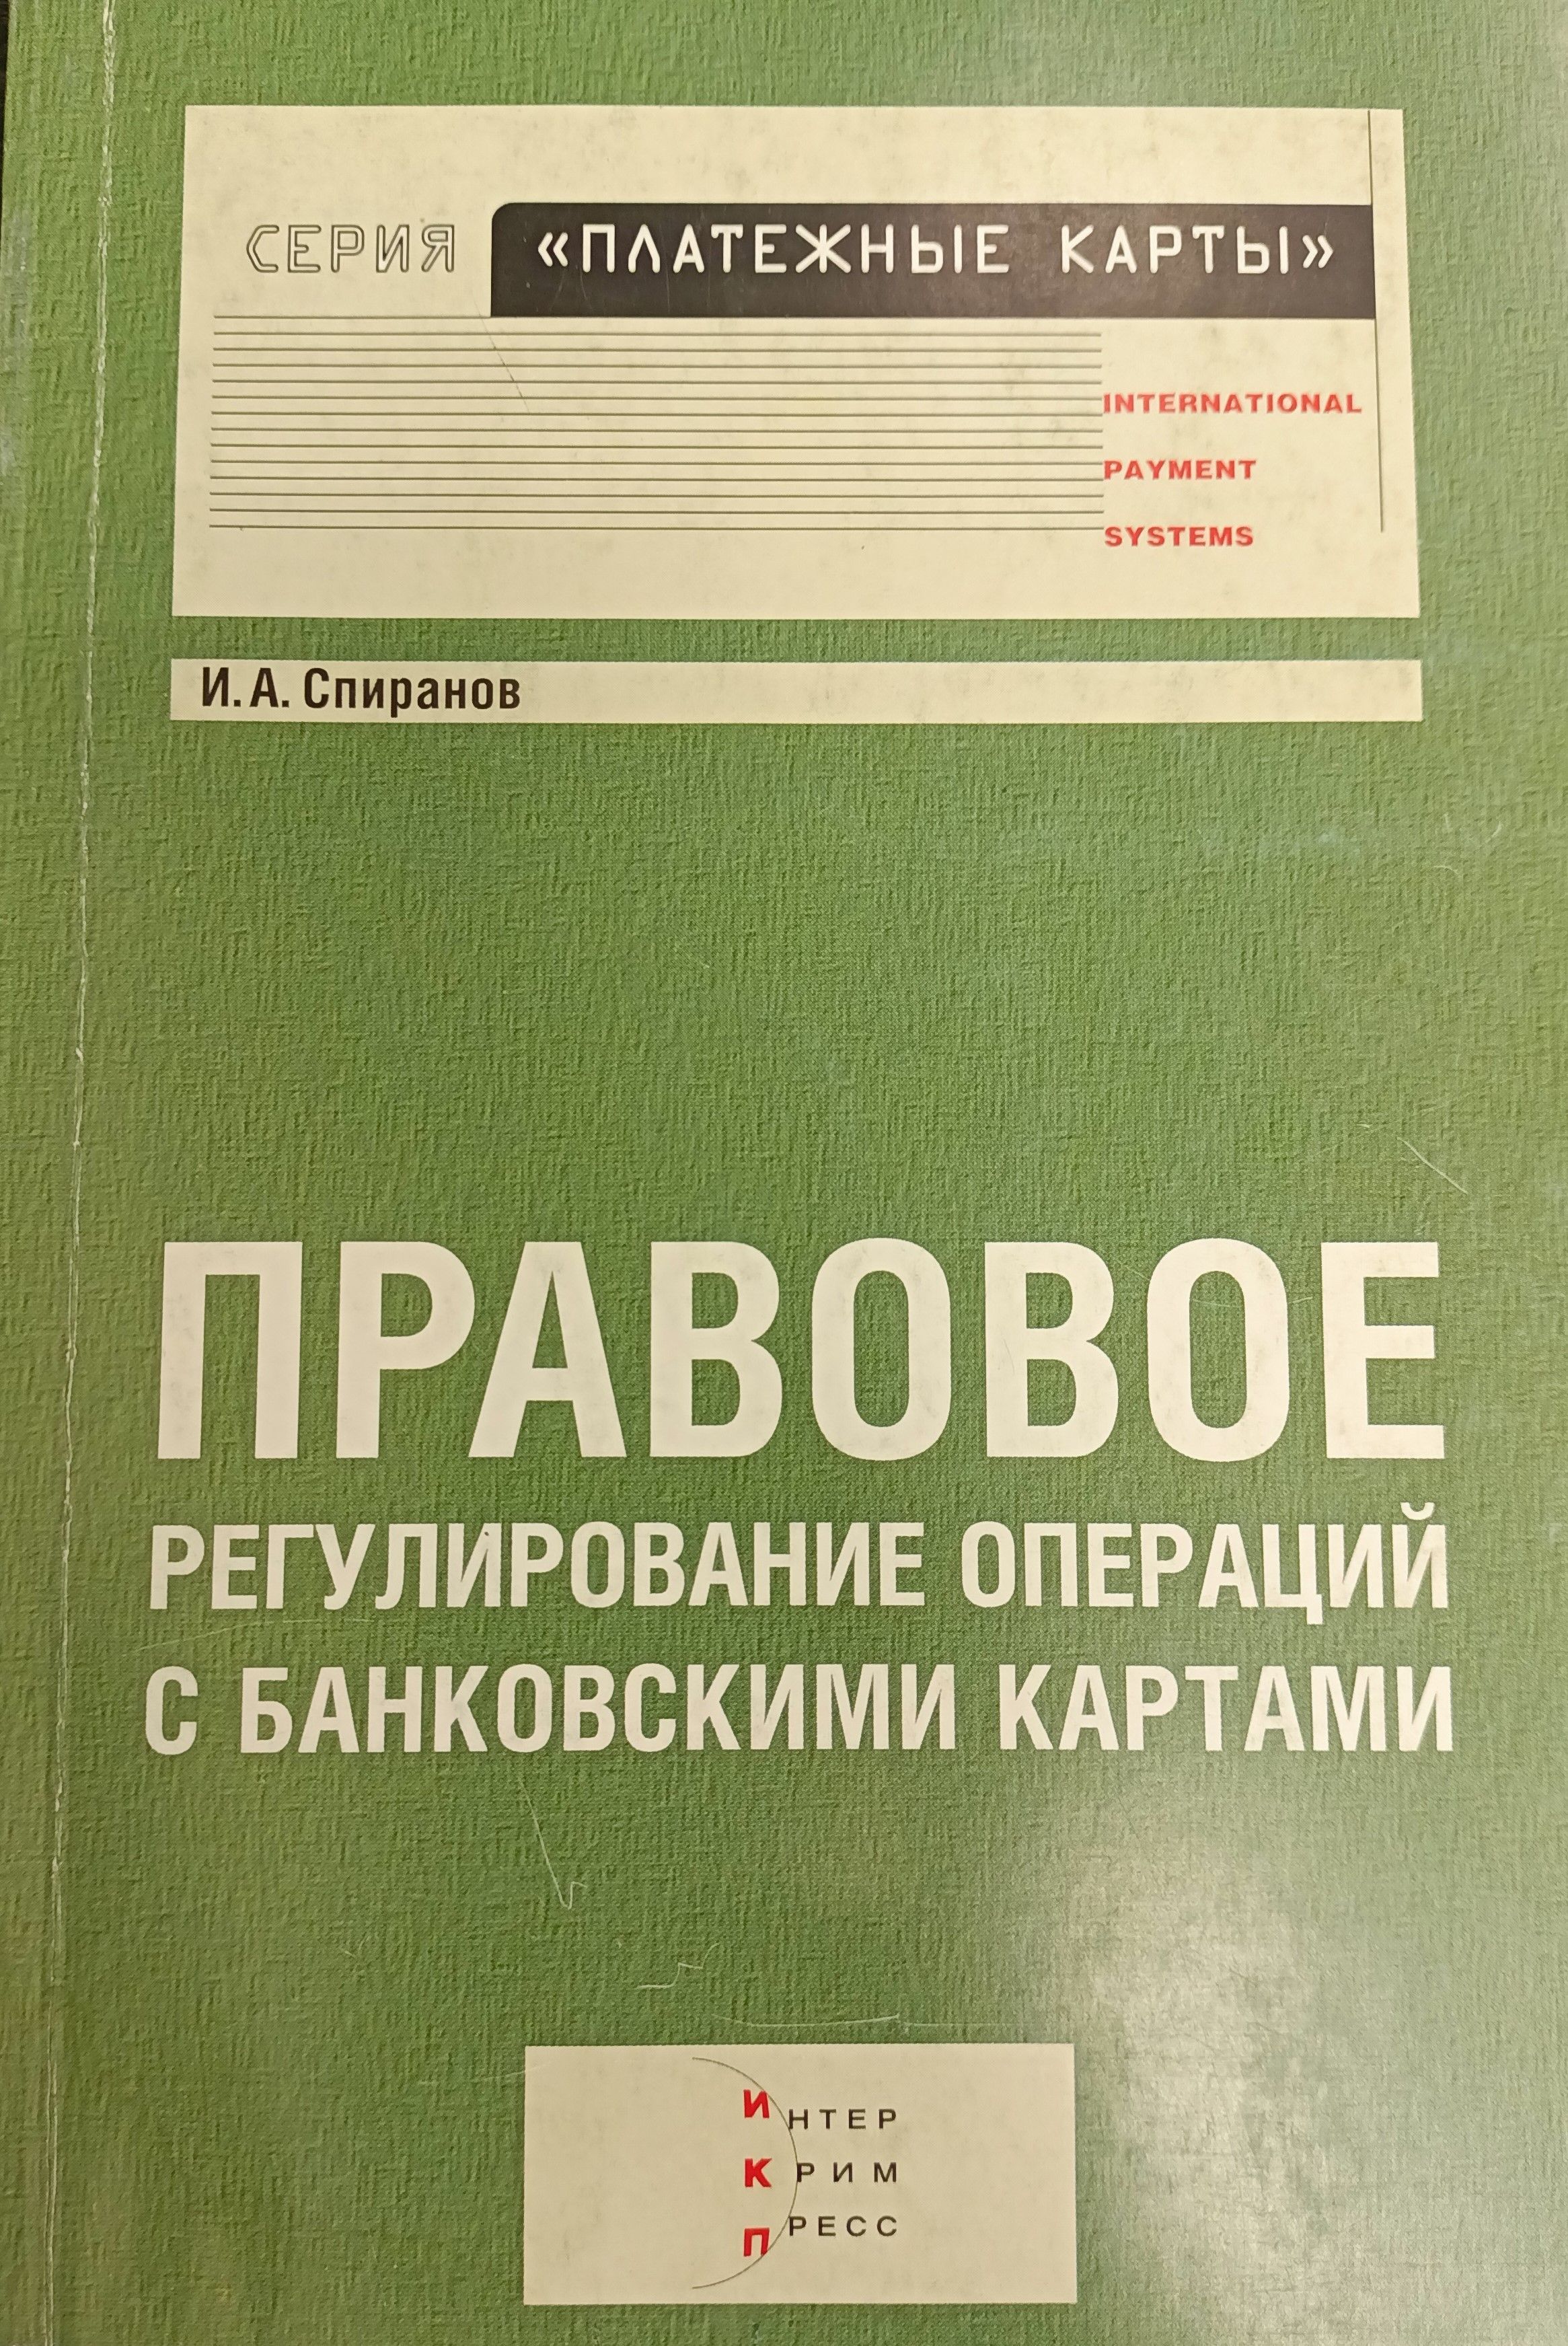 СЕРИЯ «ПЛАТЕЖНЫЕ КАРТЫ»
INTERNATIONAL
PAYMENT
SYSTEMS
И. А. Спиранов
ПРАВОВОЕ
РЕГУЛИРОВАНИЕ ОПЕРАЦИЙ
С БАНКОВСКИМИ КАРТАМИ
ИНТЕР
КРИМ
ПРЕСС